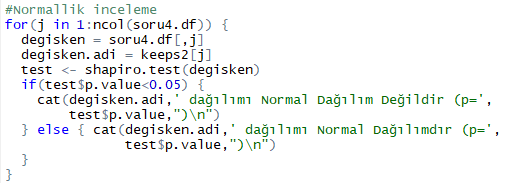 #Normallik inceleme
for(j in 1:ncol(soru4.df)) {
  degisken = soru4.df[,j]
  degisken.adi = keeps2[j]
  test <- shapiro.test(degisken)
  if(test$p.value<0.05) {
    cat(degisken.adi,' dağılımı Normal Dağılım Değildir (p=',
        test$p.value,")\n")
  } else { cat(degisken.adi,' dağılımı Normal Dağılımdır (p=',
               test$p.value,")\n")
  }
}